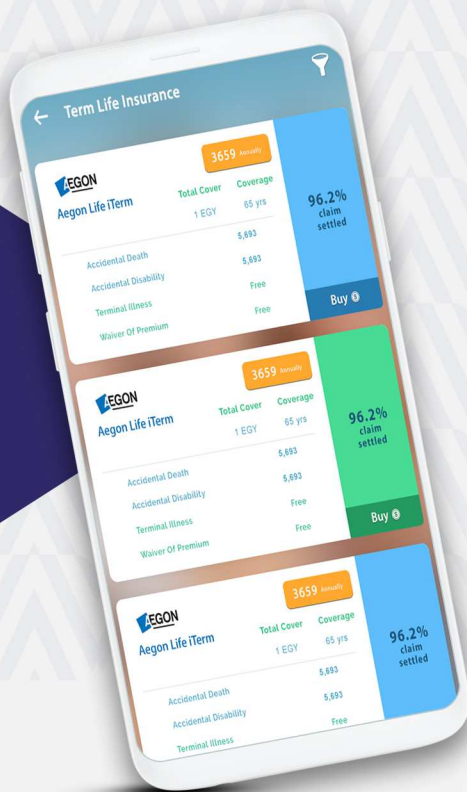 Term Life Insurance
AEGON
3659 Annually
Aegon Life iTerm
Total Cover Coverage
1 EGY 65 yrs
96.2%
claim
settled
Accidental Death 5,693
Accidental Disability 5,693
Terminal Illness Free
Waiver Of Premium Free
Buy $
AEGON
3659 Annually
Aegon Life iTerm
Total Cover Coverage
1 EGY 65 yrs
96.2%
claim
settled
Accidental Death 5,693
Accidental Disability 5,693
Terminal Illness Free
Waiver Of Premium Free
Buy $
AEGON
3659 Annually
Aegon Life iTerm
Total Cover Coverage
1 EGY 65 yrs
96.2%
claim
settled
Accidental Death 5,693
Accidental Disability 5,693
Terminal Illness Free